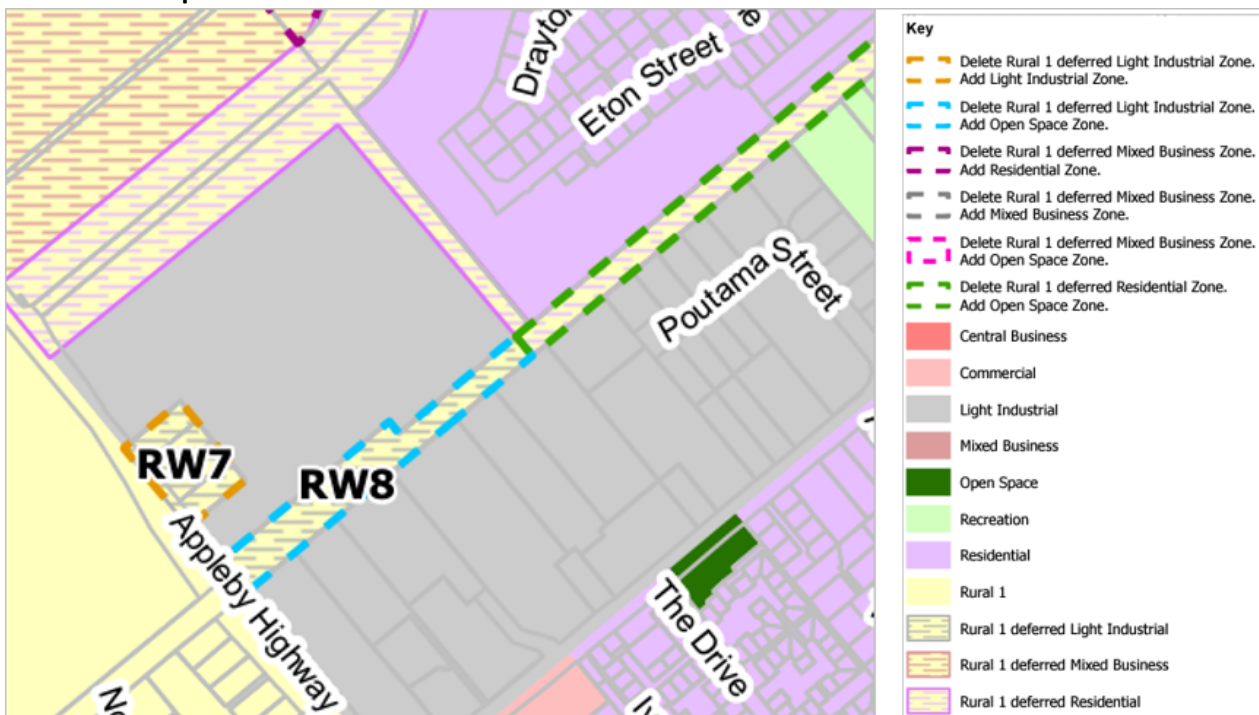 Drayton
Eton Street
Poutama Street
RW7
RW8
Appleby Highway
The Drive
Key
Delete Rural 1 deferred Light Industrial Zone.
Add Light Industrial Zone.
Delete Rural 1 deferred Light Industrial Zone.
Add Open Space Zone.
Delete Rural 1 deferred Mixed Business Zone.
Add Residential Zone.
Delete Rural 1 deferred Mixed Business Zone.
Add Mixed Business Zone.
Delete Rural 1 deferred Mixed Business Zone.
Add Open Space Zone.
Delete Rural 1 deferred Residential Zone.
Add Open Space Zone.
Central Business
Commercial
Light Industrial
Mixed Business
Open Space
Recreation
Residential
Rural 1
Rural 1 deferred Light Industrial
Rural 1 deferred Mixed Business
Rural 1 deferred Residential